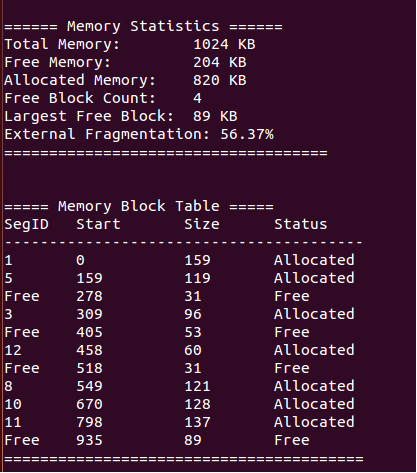 ====== Memory Statistics ======
Total Memory:        1024 KB
Free Memory:         204 KB
Allocated Memory:    820 KB
Free Block Count:    4
Largest Free Block:  89 KB
External Fragmentation: 56.37%
====================================

===== Memory Block Table =====
SegID   Start       Size      Status
----------------------------------------
1       0           159       Allocated
5       159         119       Allocated
Free    278         31        Free
3       309         96        Allocated
Free    405         53        Free
12      458         60        Allocated
Free    518         31        Free
8       549         121       Allocated
10      670         128       Allocated
11      798         137       Allocated
Free    935         89        Free
========================================